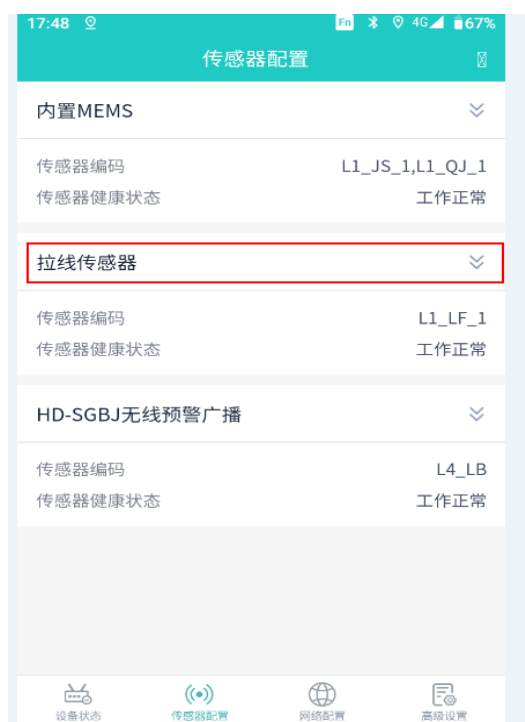 17:48 Fn 4G 67%
传感器配置
内置MEMS
传感器编码 L1_JS_1,L1_QJ_1
传感器健康状态 工作正常
拉线传感器
传感器编码 L1_LF_1
传感器健康状态 工作正常
HD-SGBJ无线预警广播
传感器编码 L4_LB
传感器健康状态 工作正常
设备状态 传感器配置 网络配置 高级设置